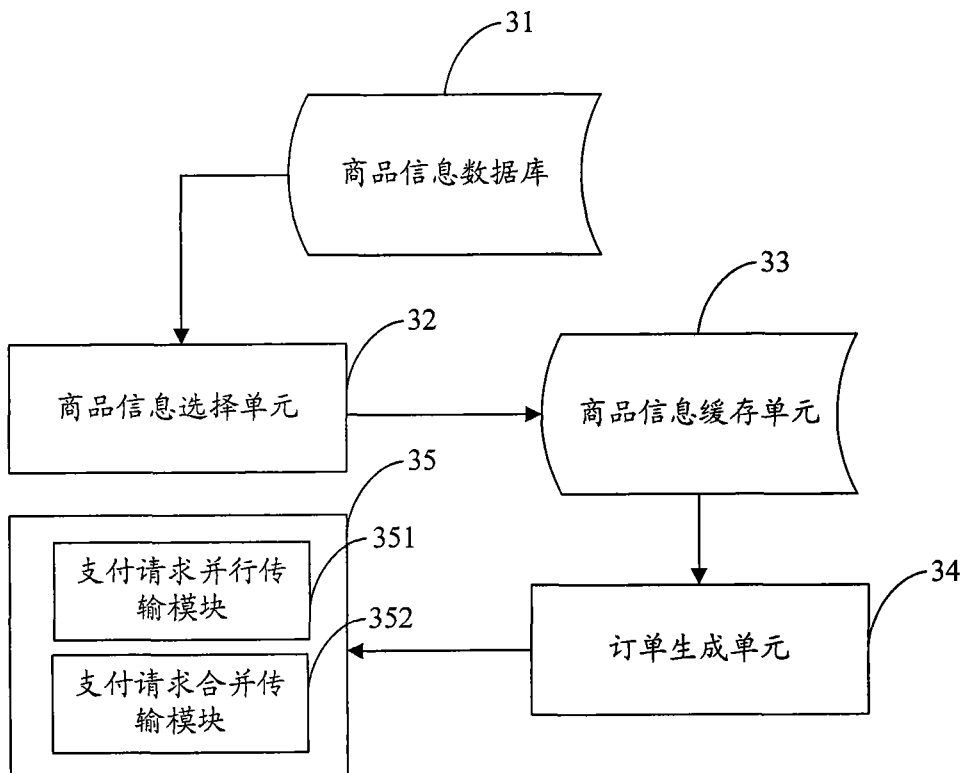 31
商品信息数据库
33
32
商品信息选择单元
商品信息缓存单元
35
351
支付请求并行传
输模块
34
352
订单生成单元
支付请求合并传
输模块